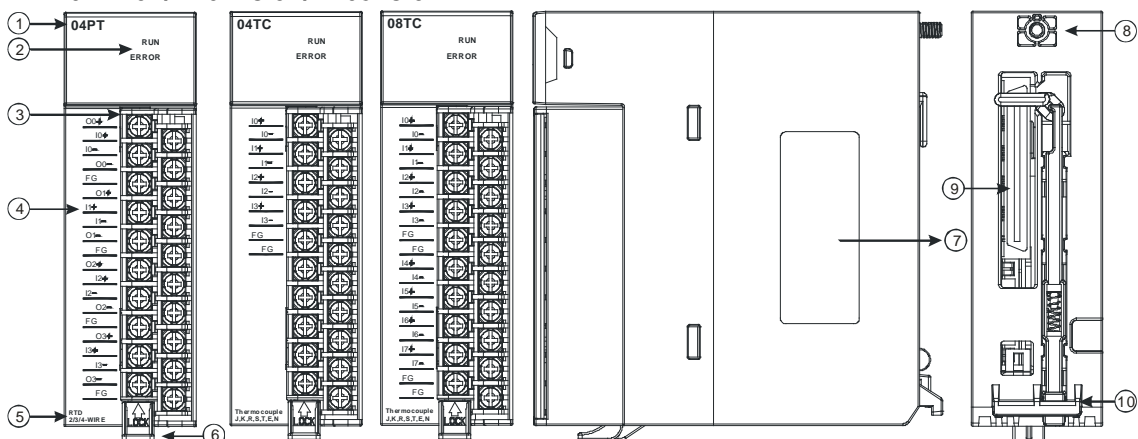 1
04PT
04TC
08TC
8
2
RUN
ERROR
RUN
ERROR
RUN
ERROR
3
O0+
I0+
I0−
O0−
FG
O1+
4
I1+
I1−
O1−
FG
O2+
I2+
I2−
O2−
FG
O3+
I3+
I3−
O3−
FG
I0+
I0−
I1+
I1−
I2+
I2−
I3+
I3−
FG
FG
I0+
I0−
I1+
I1−
I2+
I2−
I3+
I3−
FG
FG
I4+
I4−
I5+
I5−
I6+
I6−
I7+
I7−
FG
FG
9
7
10
5
RTD
2/3/4-WIRE
Thermocouple
J,K,R,S,T,E,N
Thermocouple
J,K,R,S,T,E,N
LOCK
LOCK
LOCK
6